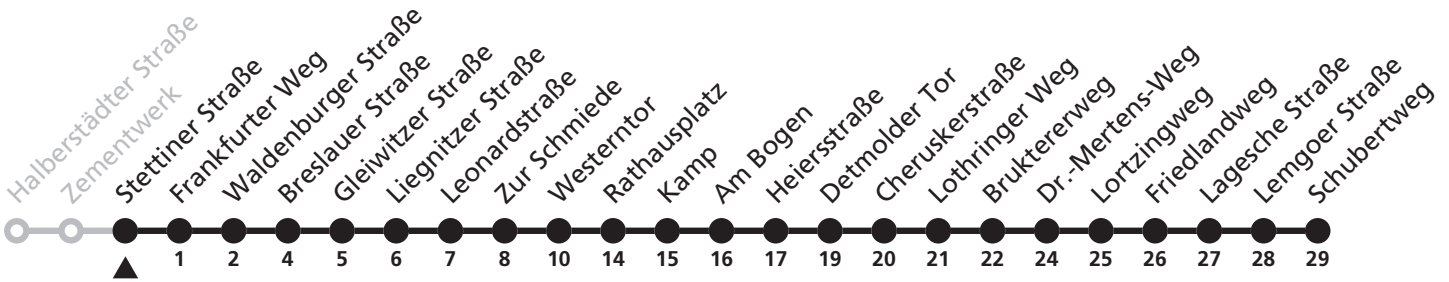 Halberstädter Straße
Zementwerk
Stettiner Straße
Frankfurter Weg
Waldenburger Straße
Breslauer Straße
Gleiwitzer Straße
Liegnitzer Straße
Leonardstraße
Zur Schmiede
Westerntor
Rathausplatz
Kamp
Am Bogen
Heiersstraße
Detmolder Tor
Cheruskerstraße
Lothringer Weg
Bruktererweg
Dr.-Mertens-Weg
Lortzingweg
Friedlandweg
Lagesche Straße
Lemgoer Straße
Schubertweg
1 2 4 5 6 7 8 10 14 15 16 17 19 20 21 22 24 25 26 27 28 29